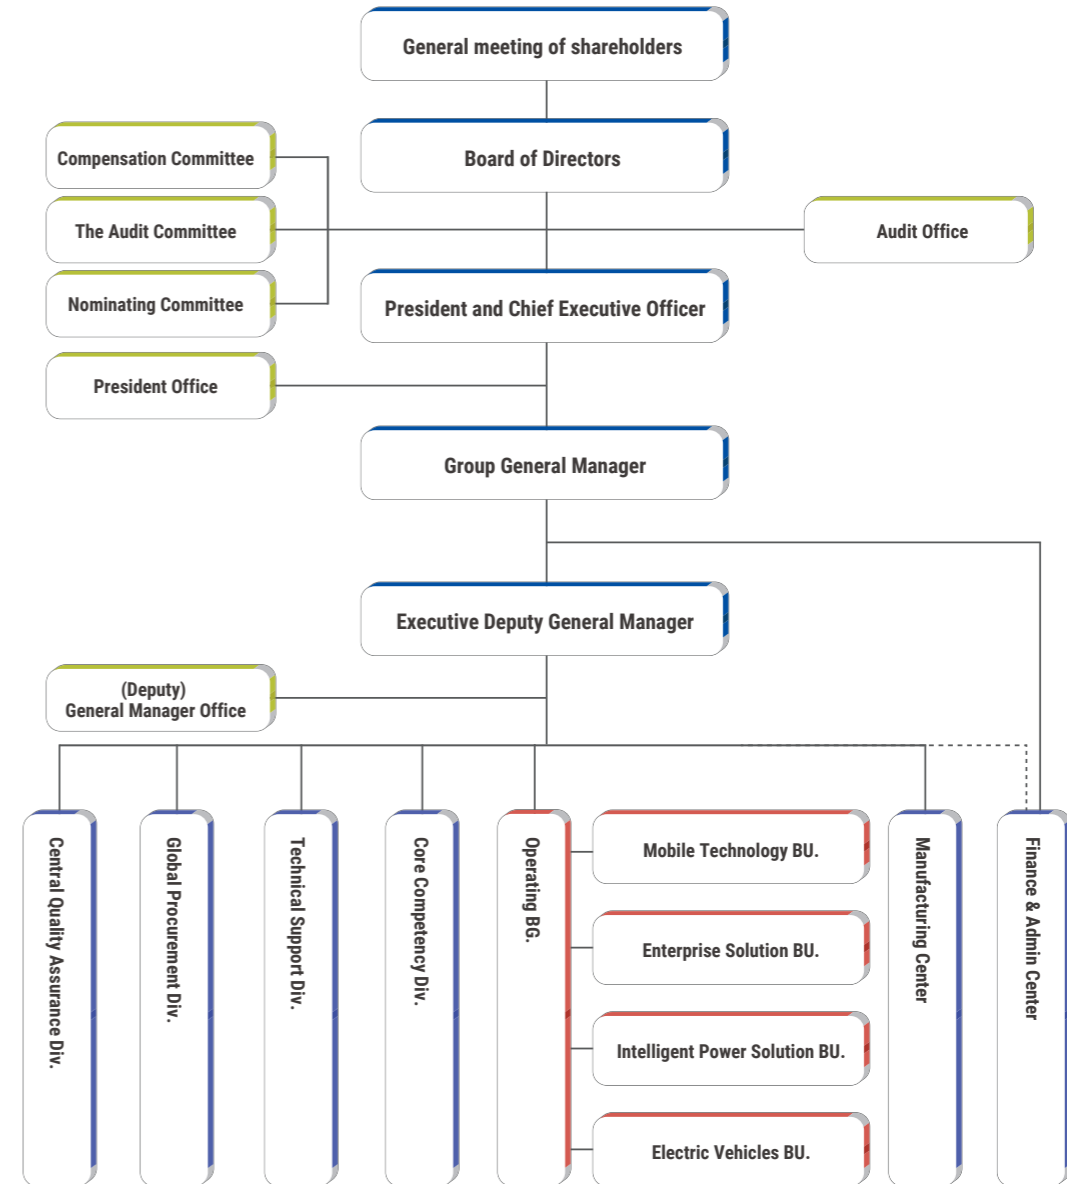 General meeting of shareholders
Board of Directors
Compensation Committee
The Audit Committee
Audit Office
Nominating Committee
President and Chief Executive Officer
President Office
Group General Manager
Executive Deputy General Manager
(Deputy)
General Manager Office
Central Quality Assurance Div.
Global Procurement Div.
Technical Support Div.
Core Competency Div.
Operating BG.
Mobile Technology BU.
Enterprise Solution BU.
Intelligent Power Solution BU.
Electric Vehicles BU.
Manufacturing Center
Finance & Admin Center